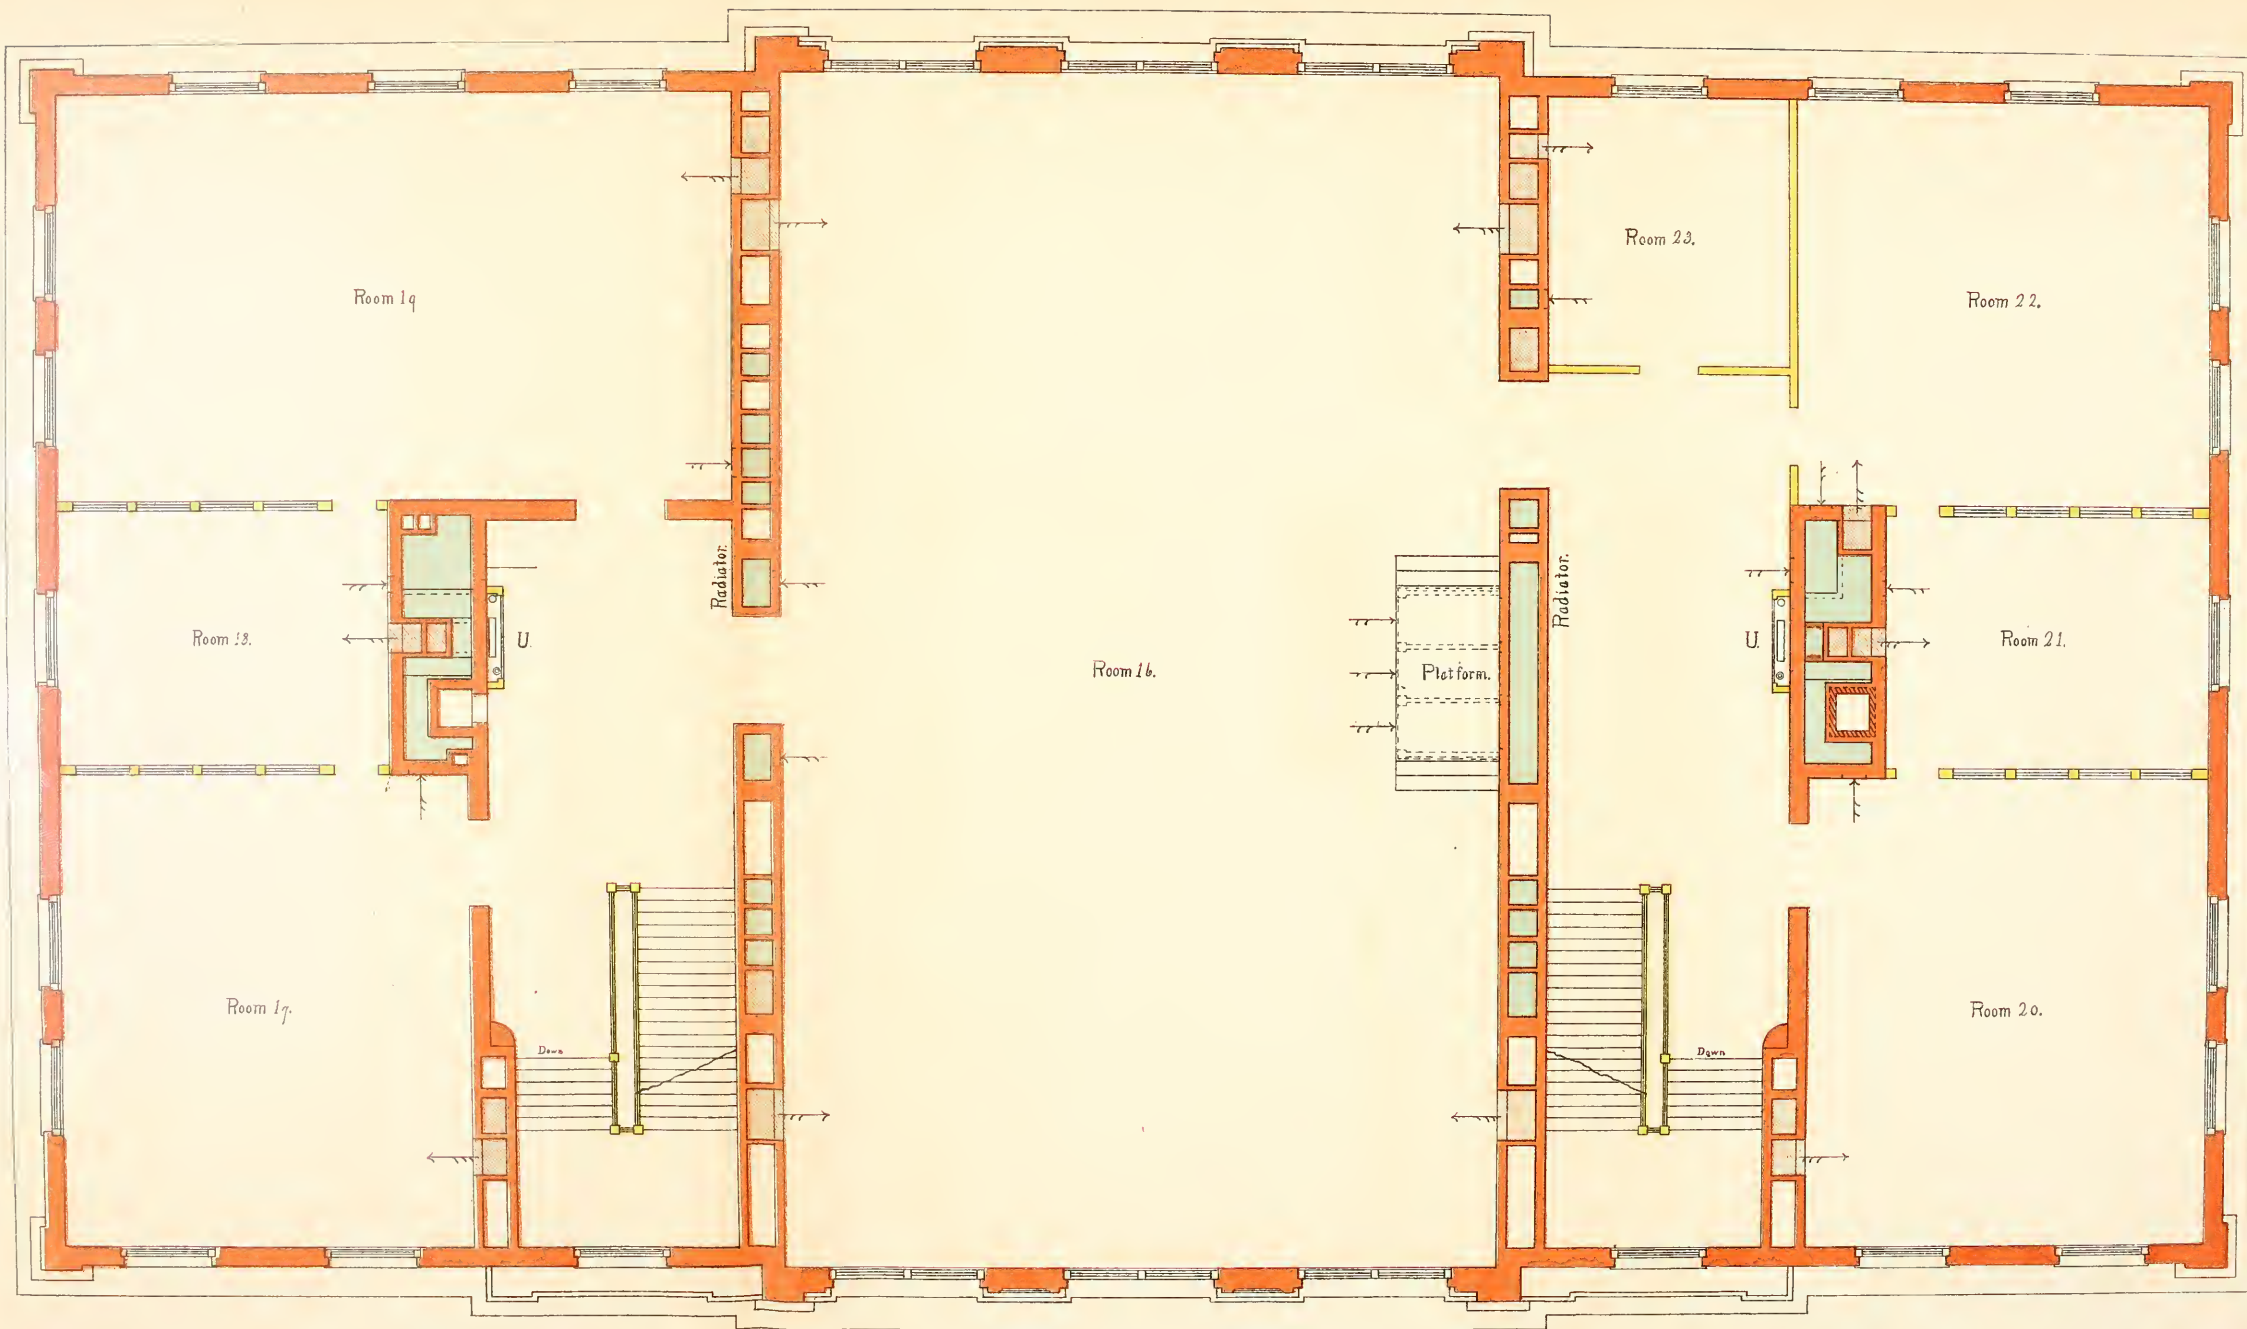 Room 23.
Room 19
Room 22.
Radiator.
Radiator.
Room 18.
U.
Room 16.
Platform.
U.
Room 21.
Room 17.
Room 20.
Down
Down